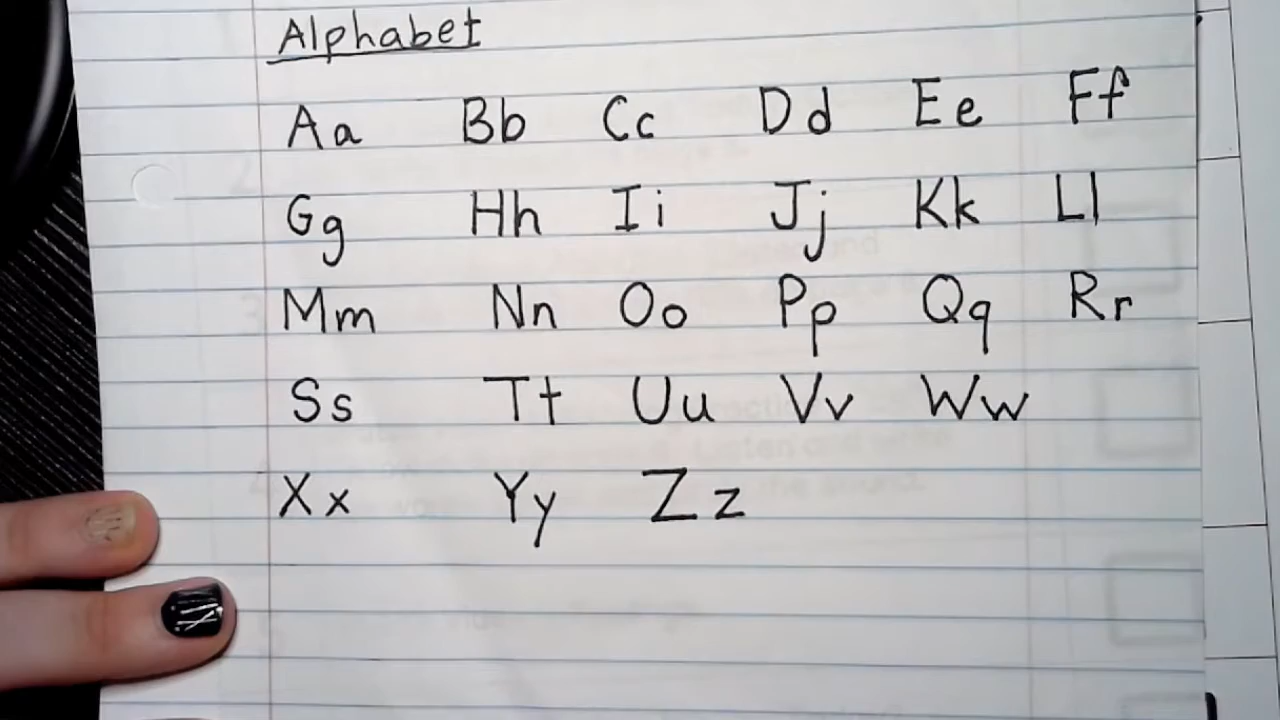 Alphabet
Aa Bb Cc Dd Ee Ff
Gg Hh Ii Jj Kk Ll
Mm Nn Oo Pp Qq Rr
Ss Tt Uu Vv Ww
Xx Yy Zz